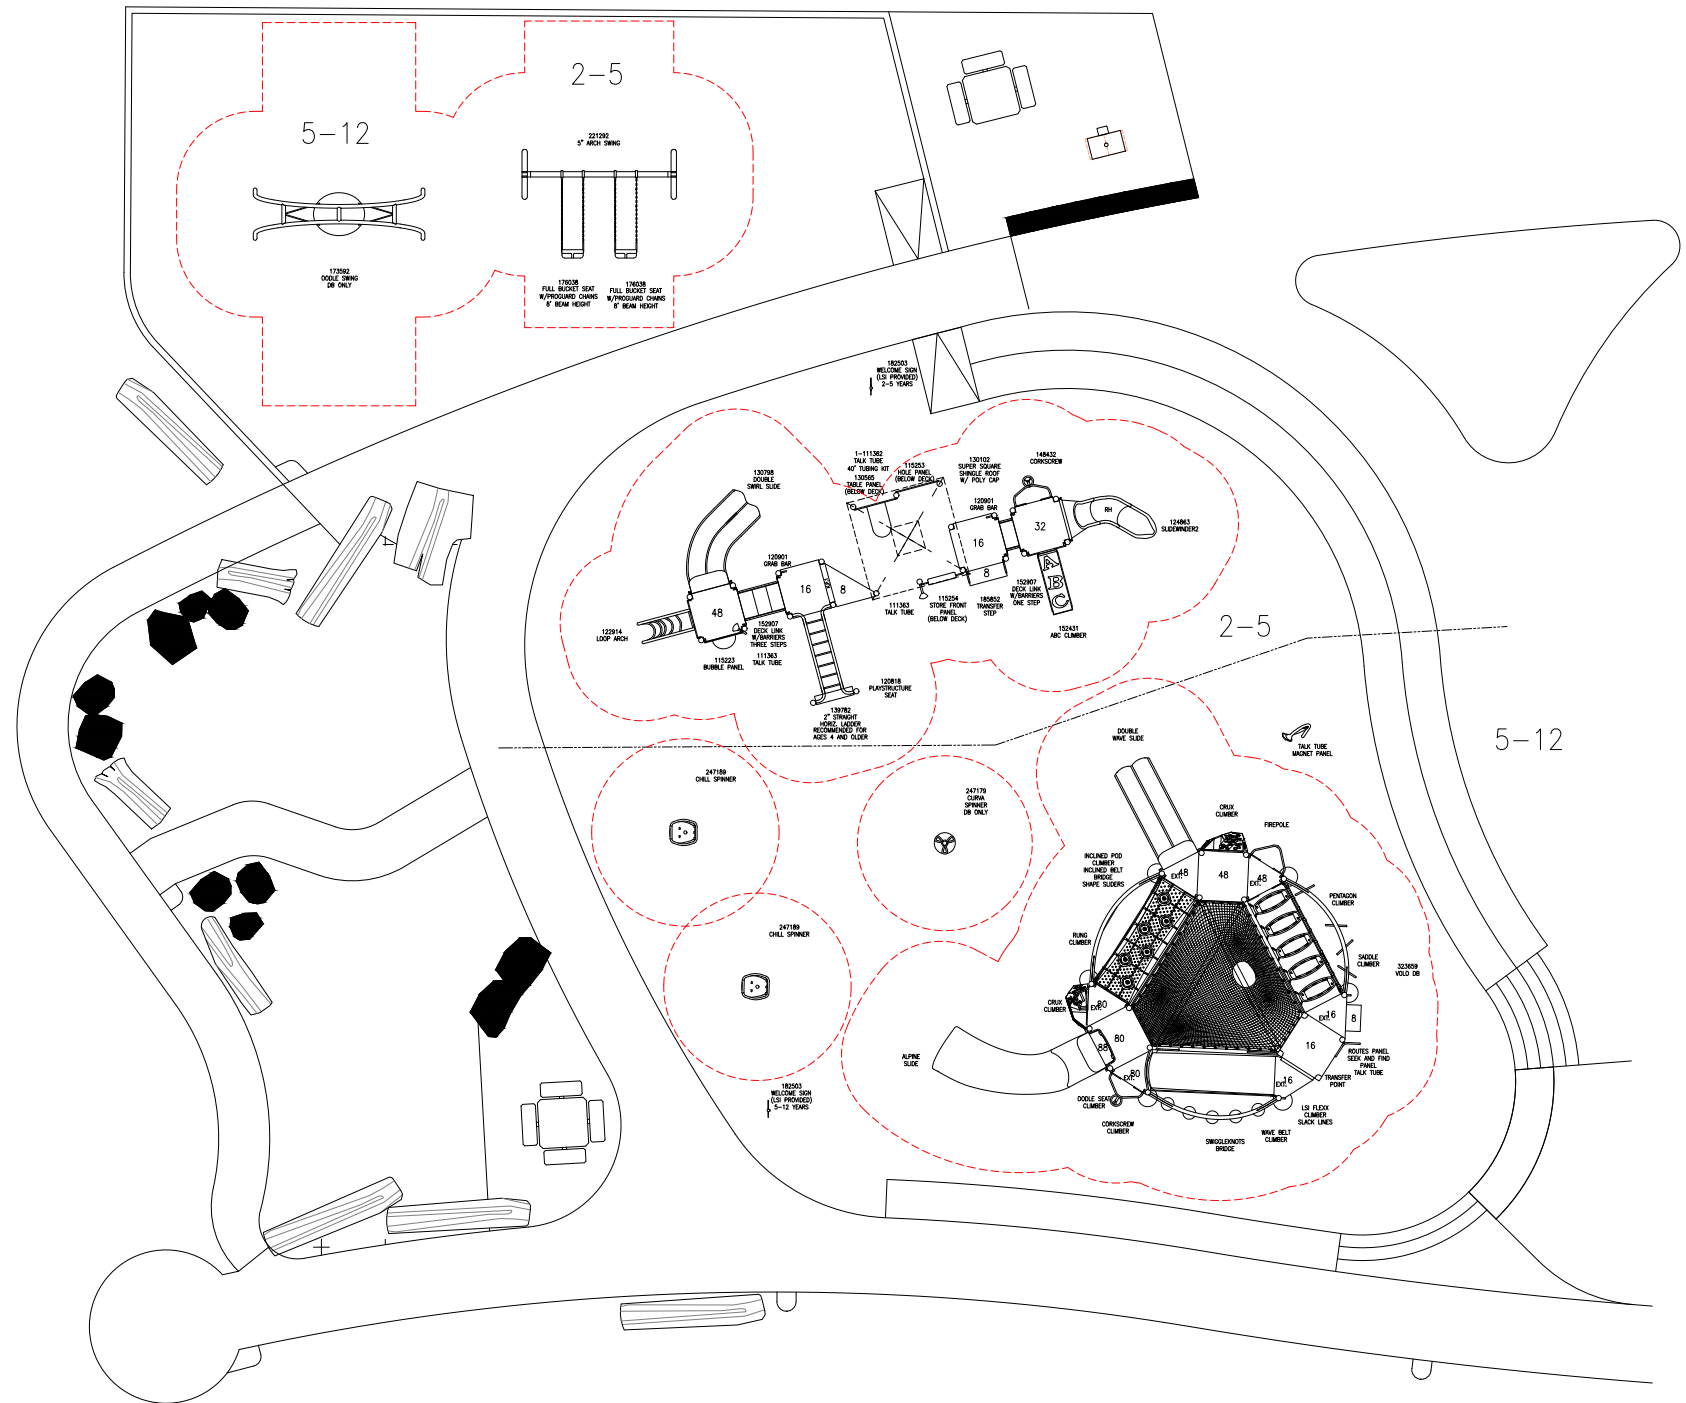 2-5
5-12
221292
5" ARCH SWING
173592
OODLE SWING
DB ONLY
176038
FULL BUCKET SEAT
W/PROGUARD CHAINS
8' BEAM HEIGHT
176038
FULL BUCKET SEAT
W/PROGUARD CHAINS
8' BEAM HEIGHT
182503
WELCOME SIGN
(LSI PROVIDED)
2-5 YEARS
1-111362
TALK TUBE
40' TUBING KIT
130565
TABLE PANEL
(BELOW DECK)
115253
HOLE PANEL
(BELOW DECK)
130102
SUPER SQUARE
SHINGLE ROOF
W/ POLY CAP
148432
CORKSCREW
130798
DOUBLE
SWIRL SLIDE
120901
GRAB BAR
RH
124863
SLIDEWINDER2
32
16
8
A
B
C
120901
GRAB BAR
16
8
48
122914
LOOP ARCH
152907
DECK LINK
W/BARRIERS
THREE STEPS
115223
BUBBLE PANEL
111363
TALK TUBE
111363
TALK TUBE
115254
STORE FRONT
PANEL
(BELOW DECK)
185852
TRANSFER
STEP
152907
DECK LINK
W/BARRIERS
ONE STEP
152431
ABC CLIMBER
120818
PLAYSTRUCTURE
SEAT
139782
2" STRAIGHT
HORIZ. LADDER
RECOMMENDED FOR
AGES 4 AND OLDER
2-5
5-12
DOUBLE
WAVE SLIDE
TALK TUBE
MAGNET PANEL
247189
CHILL SPINNER
247179
CURVA
SPINNER
DB ONLY
CRUX
CLIMBER
FIREPOLE
INCLINED POD
CLIMBER
INCLINED BELT
BRIDGE
SHAPE SLIDERS
EXT.
48
48
EXT.
48
PENTAGON
CLIMBER
247189
CHILL SPINNER
RUNG
CLIMBER
SADDLE
CLIMBER
323659
VOLO DB
CRUX
CLIMBER
EXT.
80
80
88
EXT.
80
EXT.
16
8
16
EXT.
16
ALPINE
SLIDE
ROUTES PANEL
SEEK AND FIND
PANEL
TALK TUBE
TRANSFER
POINT
OODLE SEAT
CLIMBER
CORKSCREW
CLIMBER
LSI FLEXX
CLIMBER
SLACK LINES
WAVE BELT
CLIMBER
SWIGGLEKNOTS
BRIDGE
182503
WELCOME SIGN
(LSI PROVIDED)
5-12 YEARS